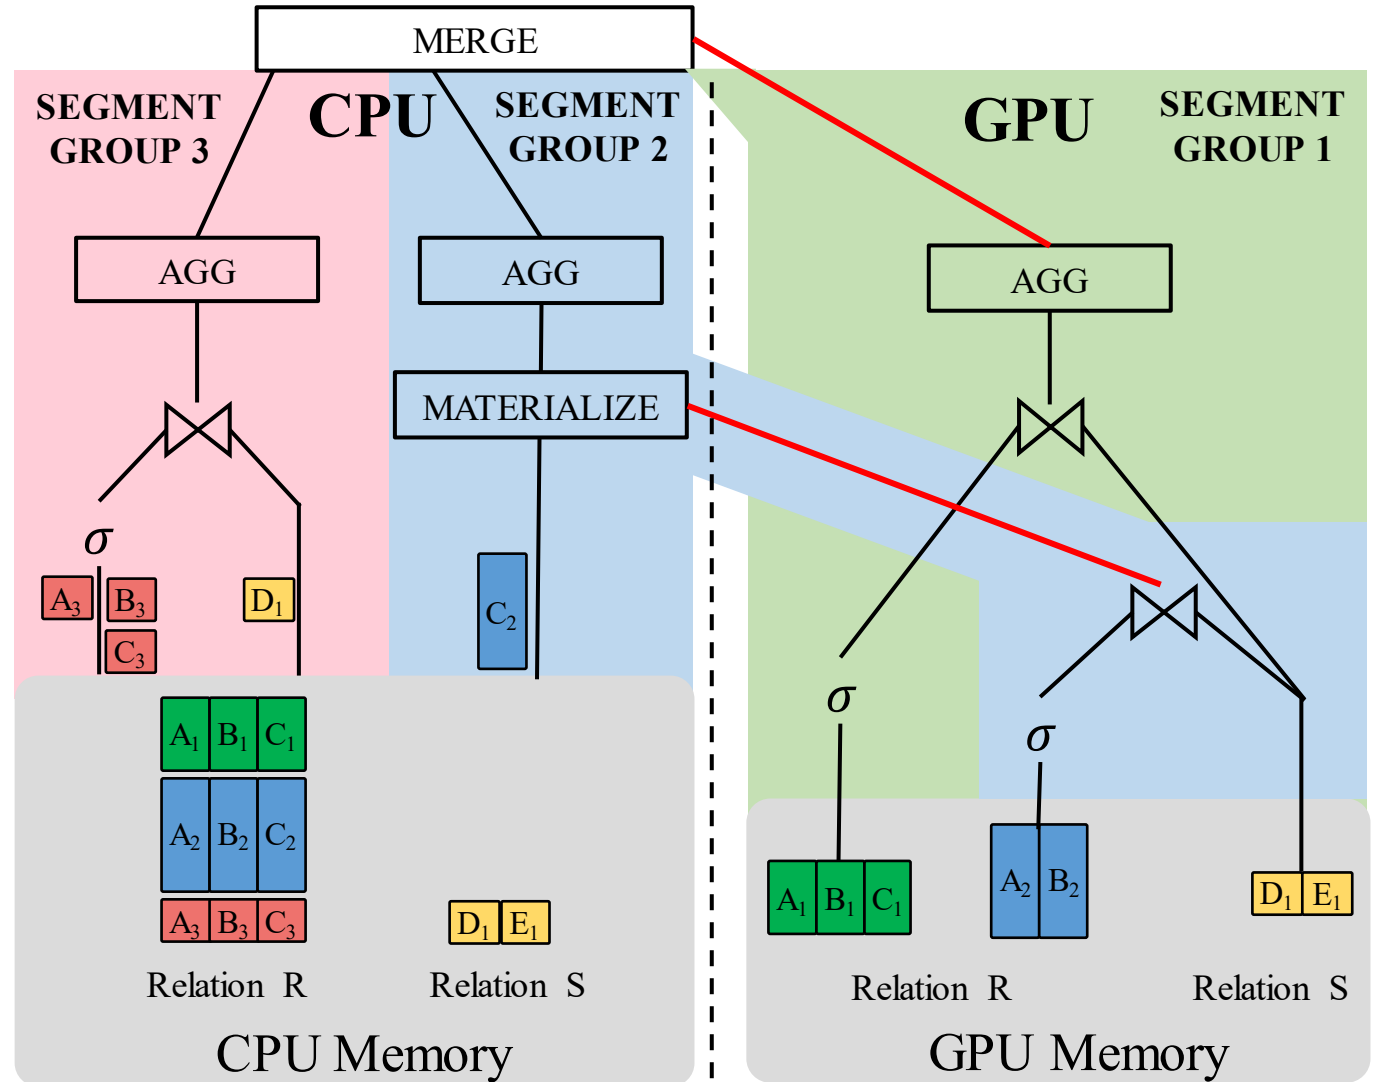 MERGE
SEGMENT
GROUP 3
CPU
SEGMENT
GROUP 2
GPU
SEGMENT
GROUP 1
AGG
AGG
AGG
MATERIALIZE
σ
A₃
B₃
C₃
D₁
C₂
σ
σ
A₁ B₁ C₁
A₂ B₂ C₂
A₃ B₃ C₃
D₁ E₁
Relation R
Relation S
CPU Memory
A₁ B₁ C₁
A₂ B₂
D₁ E₁
Relation R
Relation S
GPU Memory